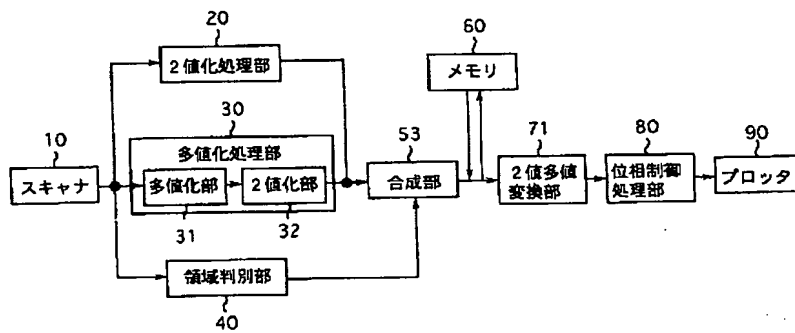 20
2値化処理部
60
メモリ
30
多値化処理部
10
スキャナ
多値化部
2値化部
31
32
53
合成部
71
2値多値
変換部
80
位相制御
処理部
90
プロッタ
領域判別部
40